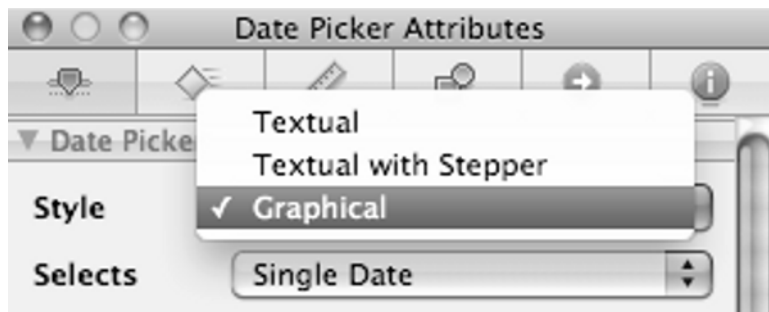 Date Picker Attributes
Textual
Date Picke
Textual with Stepper
Style
✓ Graphical
Selects
Single Date